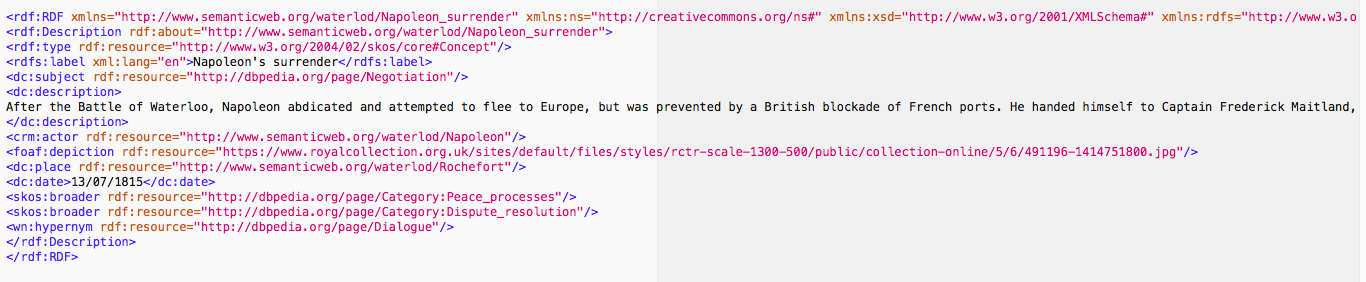 <rdf:RDF xmlns="http://www.semanticweb.org/waterlod/Napoleon_surrender" xmlns:ns="http://creativecommons.org/ns#" xmlns:xsd="http://www.w3.org/2001/XMLSchema#" xmlns:rdfs="http://www.w3.o
<rdf:Description rdf:about="http://www.semanticweb.org/waterlod/Napoleon_surrender">
<rdf:type rdf:resource="http://www.w3.org/2004/02/skos/core#Concept"/>
<rdfs:label xml:lang="en">Napoleon's surrender</rdfs:label>
<dc:subject rdf:resource="http://dbpedia.org/page/Negotiation"/>
<dc:description>
After the Battle of Waterloo, Napoleon abdicated and attempted to flee to Europe, but was prevented by a British blockade of French ports. He handed himself to Captain Frederick Maitland,
</dc:description>
<crm:actor rdf:resource="http://www.semanticweb.org/waterlod/Napoleon"/>
<foaf:depiction rdf:resource="https://www.royalcollection.org.uk/sites/default/files/styles/rctr-scale-1300-500/public/collection-online/5/6/491196-1414751800.jpg"/>
<dc:place rdf:resource="http://www.semanticweb.org/waterlod/Rochefort"/>
<dc:date>13/07/1815</dc:date>
<skos:broader rdf:resource="http://dbpedia.org/page/Category:Peace_processes"/>
<skos:broader rdf:resource="http://dbpedia.org/page/Category:Dispute_resolution"/>
<wn:hypernym rdf:resource="http://dbpedia.org/page/Dialogue"/>
</rdf:Description>
</rdf:RDF>